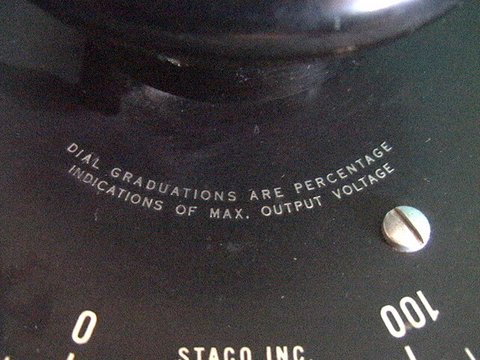 DIAL GRADUATIONS ARE PERCENTAGE
INDICATIONS OF MAX. OUTPUT VOLTAGE
0
100
STACO INC.